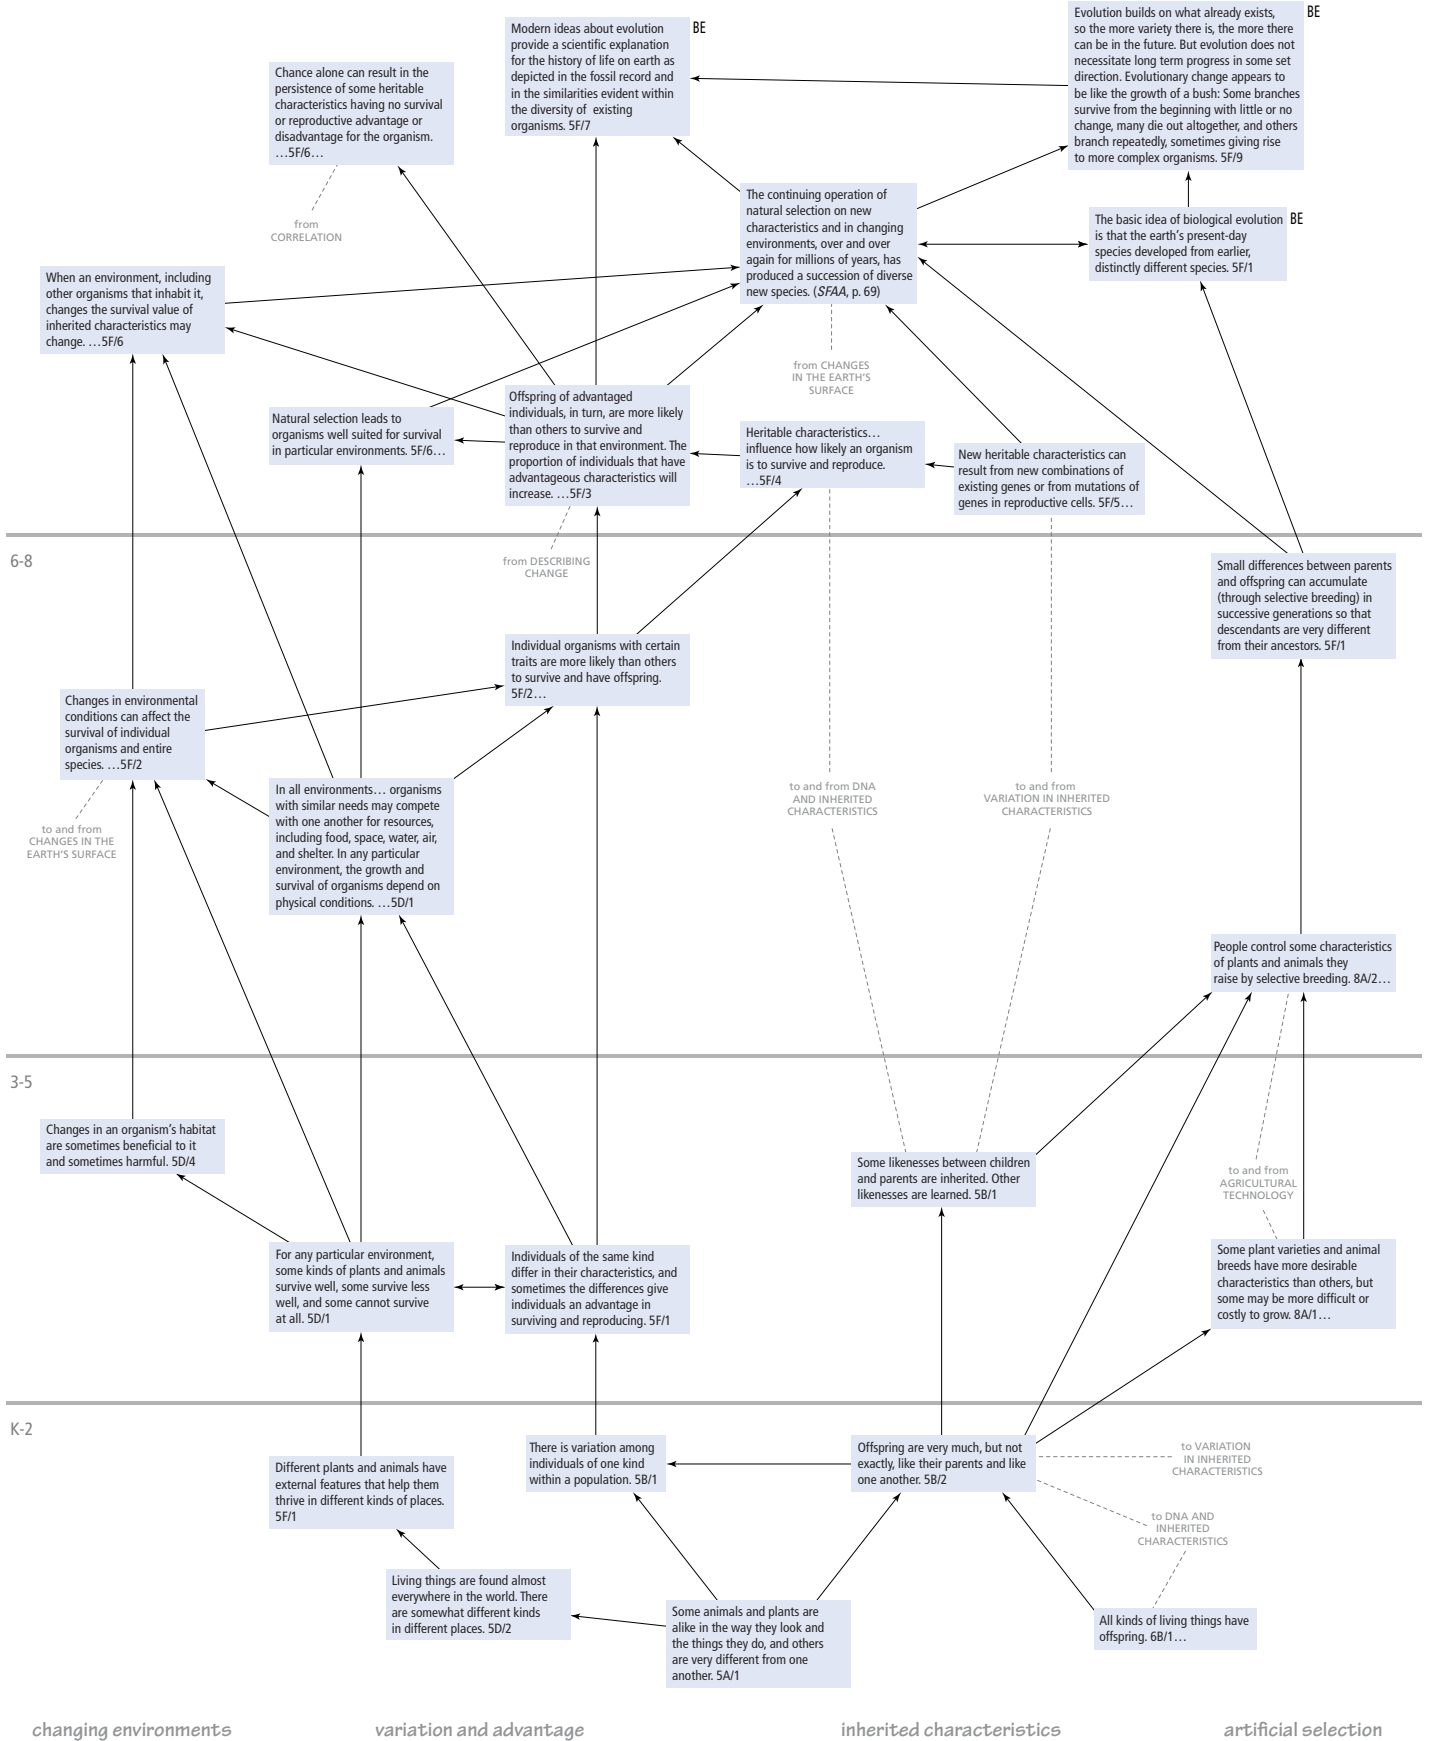 Modern ideas about evolution
provide a scientific explanation
for the history of life on earth as
depicted in the fossil record and
in the similarities evident within
the diversity of existing
organisms. 5F/7
BE
Evolution builds on what already exists,
so the more variety there is, the more there
can be in the future. But evolution does not
necessitate long term progress in some set
direction. Evolutionary change appears to
be like the growth of a bush: Some branches
survive from the beginning with little or no
change, many die out altogether, and others
branch repeatedly, sometimes giving rise
to more complex organisms. 5F/9
BE
Chance alone can result in the
persistence of some heritable
characteristics having no survival
or reproductive advantage or
disadvantage for the organism.
…5F/6…
from
CORRELATION
The continuing operation of
natural selection on new
characteristics and in changing
environments, over and over
again for millions of years, has
produced a succession of diverse
new species. (SFAA, p. 69)
The basic idea of biological evolution
is that the earth's present-day
species developed from earlier,
distinctly different species. 5F/1
BE
When an environment, including
other organisms that inhabit it,
changes the survival value of
inherited characteristics may
change. …5F/6
from CHANGES
IN THE EARTH'S
SURFACE
Natural selection leads to
organisms well suited for survival
in particular environments. 5F/6…
Offspring of advantaged
individuals, in turn, are more likely
than others to survive and
reproduce in that environment. The
proportion of individuals that have
advantageous characteristics will
increase. …5F/3
Heritable characteristics…
influence how likely an organism
is to survive and reproduce.
…5F/4
New heritable characteristics can
result from new combinations of
existing genes or from mutations of
genes in reproductive cells. 5F/5…
6-8
from DESCRIBING
CHANGE
Small differences between parents
and offspring can accumulate
(through selective breeding) in
successive generations so that
descendants are very different
from their ancestors. 5F/1
Individual organisms with certain
traits are more likely than others
to survive and have offspring.
5F/2…
Changes in environmental
conditions can affect the
survival of individual
organisms and entire
species. …5F/2
to and from
CHANGES IN THE
EARTH'S SURFACE
In all environments… organisms
with similar needs may compete
with one another for resources,
including food, space, water, air,
and shelter. In any particular
environment, the growth and
survival of organisms depend on
physical conditions. …5D/1
to and from DNA
AND INHERITED
CHARACTERISTICS
to and from
VARIATION IN INHERITED
CHARACTERISTICS
People control some characteristics
of plants and animals they
raise by selective breeding. 8A/2…
3-5
Changes in an organism's habitat
are sometimes beneficial to it
and sometimes harmful. 5D/4
Some likenesses between children
and parents are inherited. Other
likenesses are learned. 5B/1
to and from
AGRICULTURAL
TECHNOLOGY
For any particular environment,
some kinds of plants and animals
survive well, some survive less
well, and some cannot survive
at all. 5D/1
Individuals of the same kind
differ in their characteristics, and
sometimes the differences give
individuals an advantage in
surviving and reproducing. 5F/1
Some plant varieties and animal
breeds have more desirable
characteristics than others, but
some may be more difficult or
costly to grow. 8A/1…
K-2
Different plants and animals have
external features that help them
thrive in different kinds of places.
5F/1
There is variation among
individuals of one kind
within a population. 5B/1
Offspring are very much, but not
exactly, like their parents and like
one another. 5B/2
to VARIATION
IN INHERITED
CHARACTERISTICS
to DNA AND
INHERITED
CHARACTERISTICS
Living things are found almost
everywhere in the world. There
are somewhat different kinds
in different places. 5D/2
Some animals and plants are
alike in the way they look and
the things they do, and others
are very different from one
another. 5A/1
All kinds of living things have
offspring. 6B/1…
changing environments
variation and advantage
inherited characteristics
artificial selection